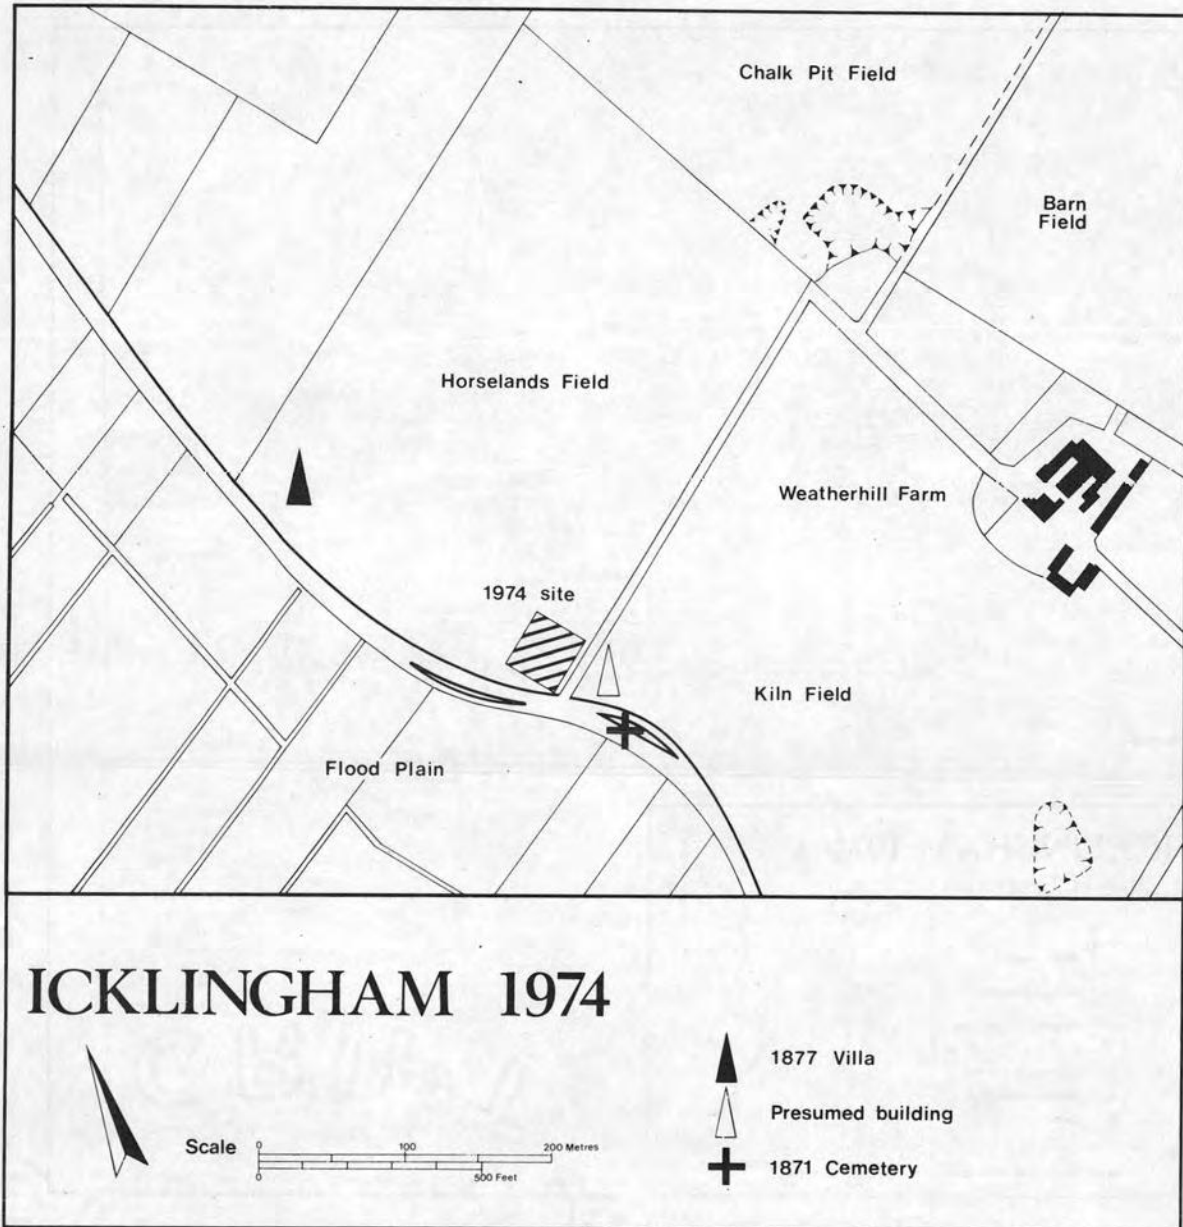 Chalk Pit Field
Barn
Field
Horselands Field
Weatherhill Farm
1974 site
Kiln Field
Flood Plain
ICKLINGHAM 1974
Scale
0 100 200 Metres
0 500 Feet
1877 Villa
Presumed building
1871 Cemetery